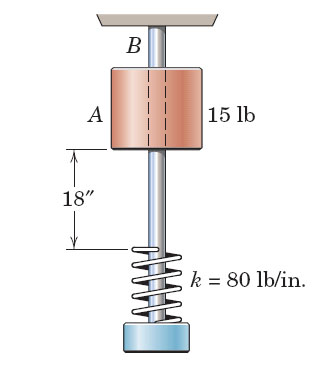 B
A
15 lb
18″
k = 80 lb/in.